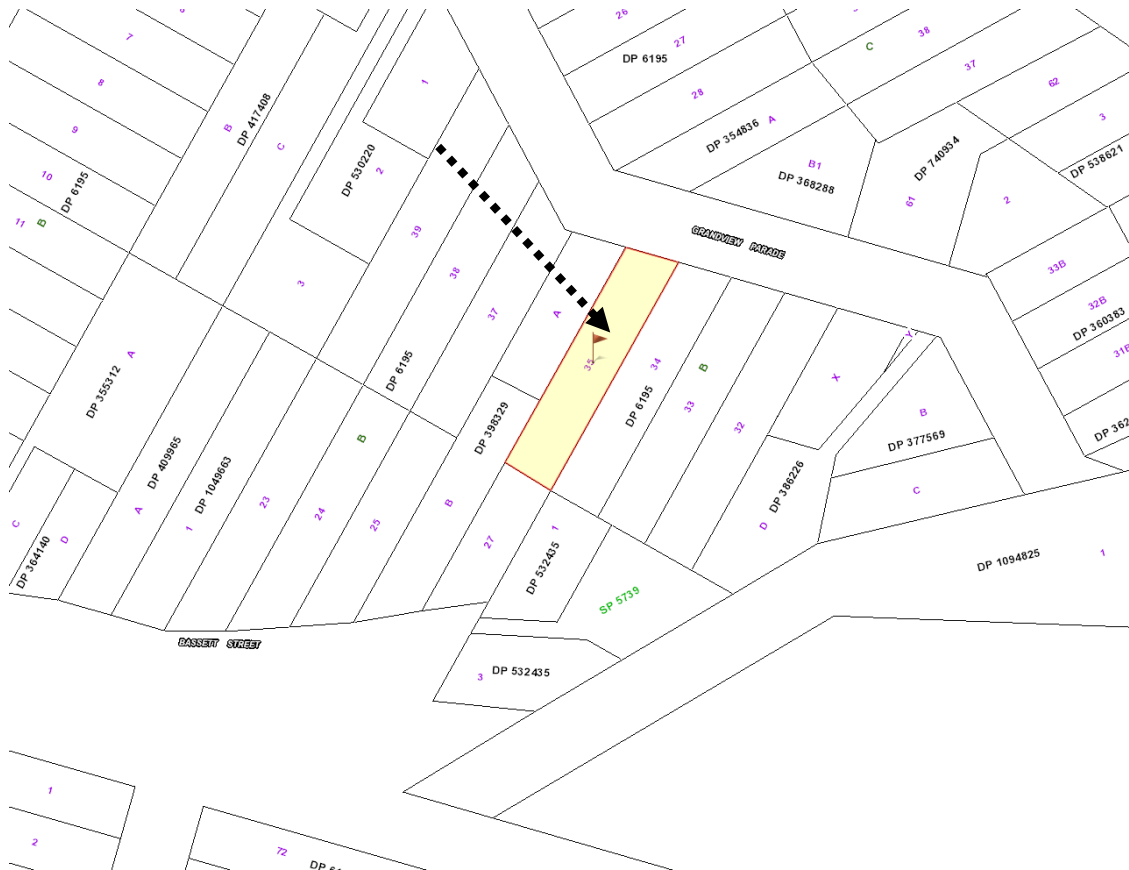 7
8
9
10
DP 6195
11
B
B
DP 417408
C
1
DP 530220
2
3
39
38
37
A
DP 6195
26
27
DP 6195
28
C
38
37
62
DP 354836
A
3
DP 538621
B1
DP 368288
DP 740934
61
2
33B
32B
DP 360383
GRANDVIEW PARADE
35
34
B
DP 6195
33
32
X
Y
B
DP 377569
C
DP 386226
D
DP 355312
A
DP 409965
A
DP 1049663
1
23
24
B
25
DP 398329
B
27
1
DP 532435
SP 5739
DP 1094825
1
C
DP 364140
D
BASSETT STREET
3
DP 532435
1
2
72